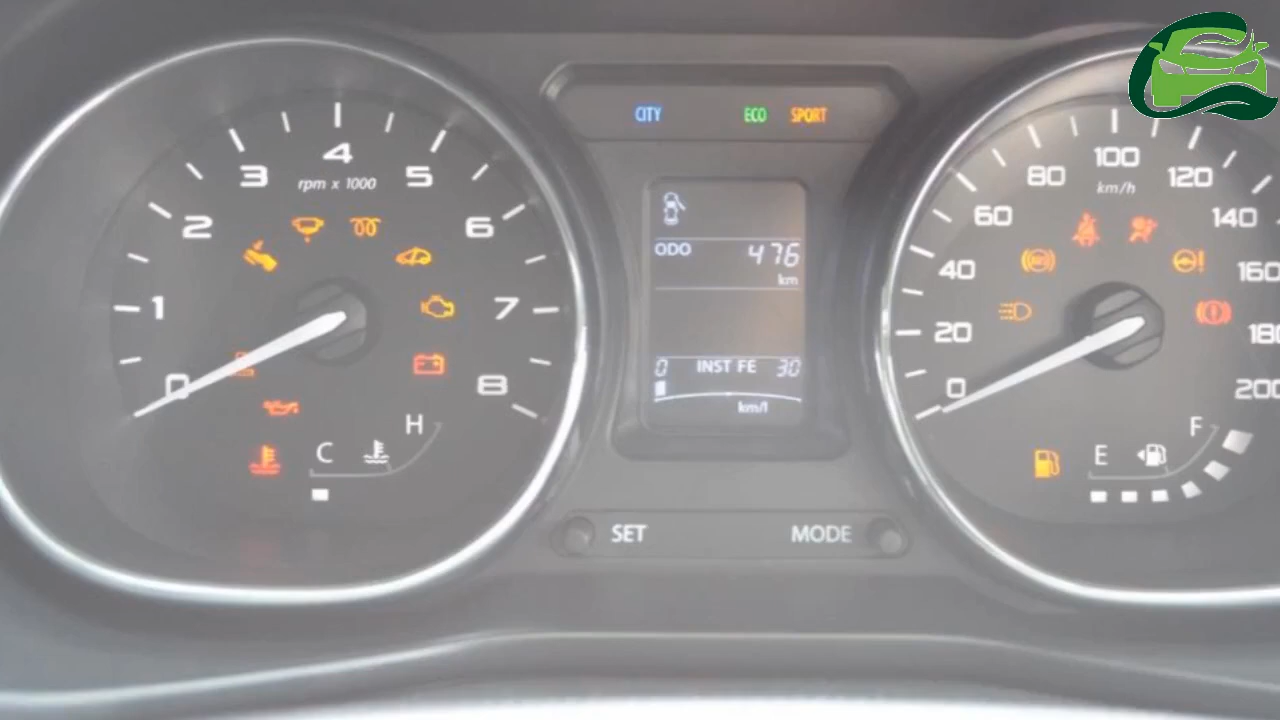 CITY ECO SPORT
0 1 2 3 4 5 6 7 8
rpm x 1000
C H
ODO 476
km
0 INST FE 30
km/l
0 20 40 60 80 100 120 140 160 180 200
km/h
E F
SET MODE